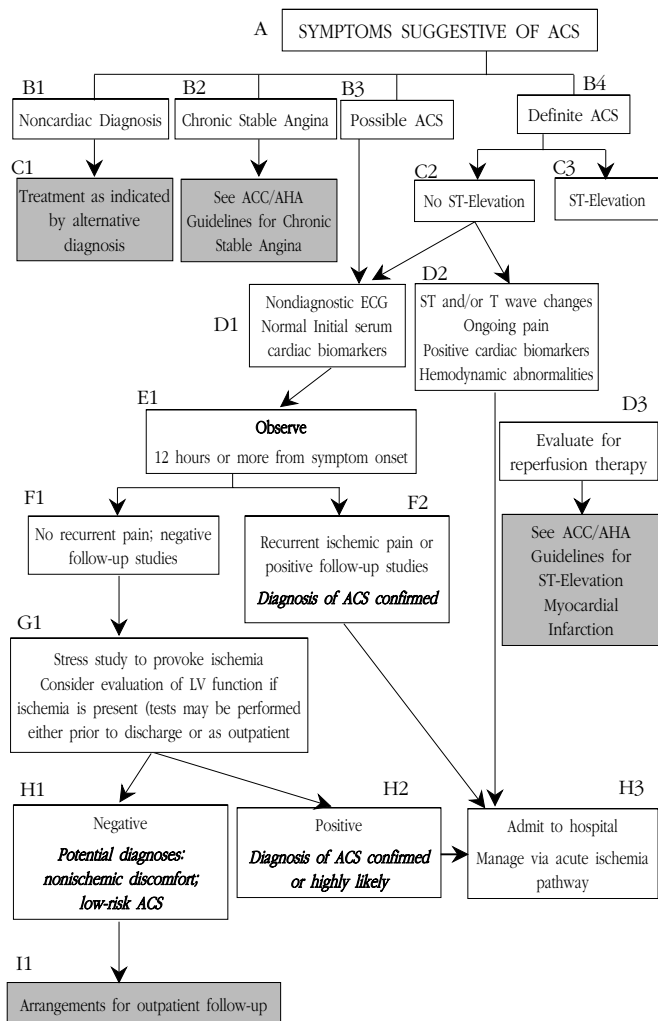 A
SYMPTOMS SUGGESTIVE OF ACS
B1
B2
B3
B4
Noncardiac Diagnosis
Chronic Stable Angina
Possible ACS
Definite ACS
C1
C2
C3
Treatment as indicated
by alternative
diagnosis
See ACC/AHA
Guidelines for Chronic
Stable Angina
No ST-Elevation
ST-Elevation
D1
Nondiagnostic ECG
Normal Initial serum
cardiac biomarkers
D2
ST and/or T wave changes
Ongoing pain
Positive cardiac biomarkers
Hemodynamic abnormalities
D3
Evaluate for
reperfusion therapy
See ACC/AHA
Guidelines for
ST-Elevation
Myocardial
Infarction
E1
Observe
12 hours or more from symptom onset
F1
No recurrent pain; negative
follow-up studies
F2
Recurrent ischemic pain or
positive follow-up studies
Diagnosis of ACS confirmed
G1
Stress study to provoke ischemia
Consider evaluation of LV function if
ischemia is present (tests may be performed
either prior to discharge or as outpatient
H1
Negative
Potential diagnoses:
nonischemic discomfort;
low-risk ACS
H2
Positive
Diagnosis of ACS confirmed
or highly likely
H3
Admit to hospital
Manage via acute ischemia
pathway
I1
Arrangements for outpatient follow-up